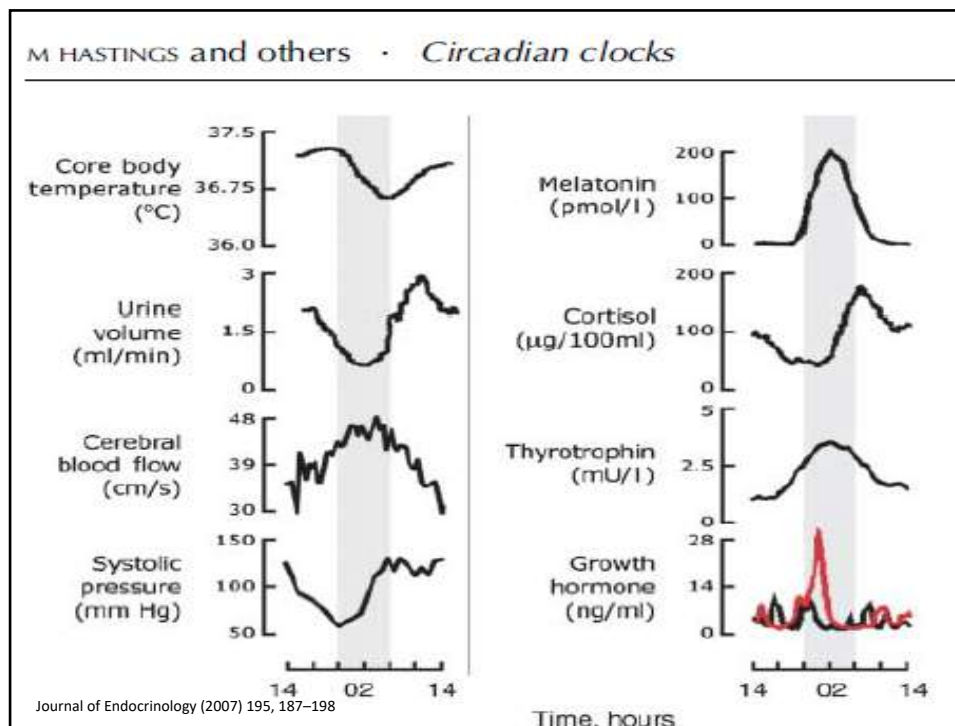 M HASTINGS and others · Circadian clocks
37.5
Core body
temperature
(°C)
36.75
36.0
3
Urine
volume
(ml/min)
1.5
0
48
Cerebral
blood flow
(cm/s)
39
30
150
Systolic
pressure
(mm Hg)
100
50
14 02 14
200
Melatonin
(pmol/l)
100
0
200
Cortisol
(µg/100ml)
100
0
5
Thyrotrophin
(mU/l)
2.5
0
28
Growth
hormone
(ng/ml)
14
0
14 02 14
Time, hours
Journal of Endocrinology (2007) 195, 187–198